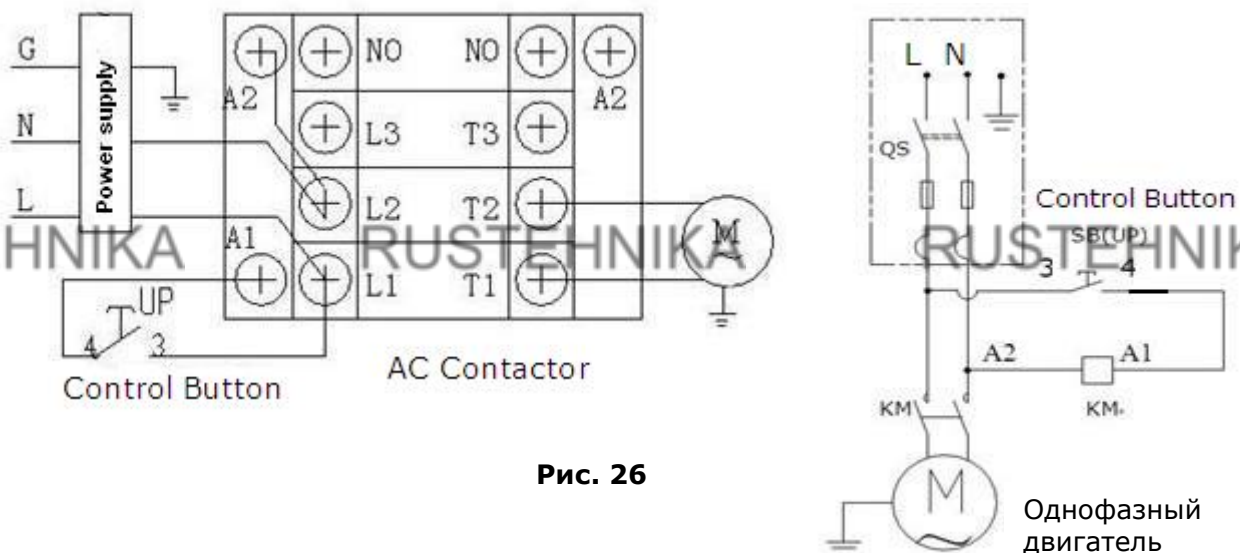 G
N
L
Power supply
A2
NO
NO
A2
L3
T3
L2
T2
L1
T1
A1
M
UP
4
3
Control Button
AC Contactor
Рис. 26
L N
QS
Control Button
SB(UP)
3
4
A2
A1
KM
KM
M
Однофазный
двигатель
HNIKA
RUSTEHNIKA
RUSTEHNIK